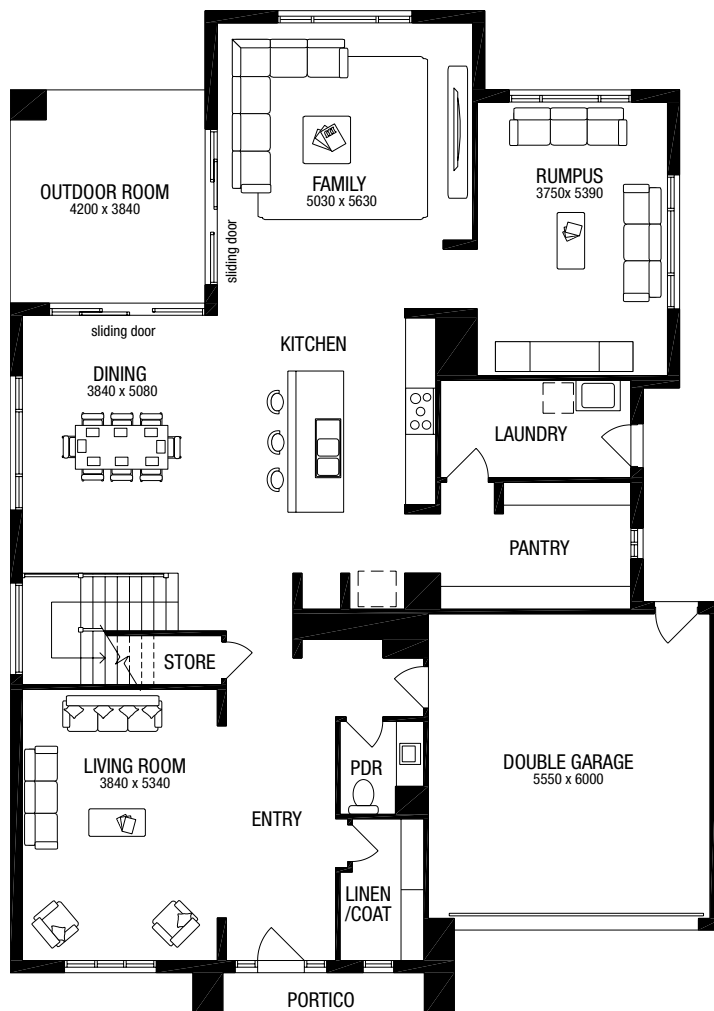 OUTDOOR ROOM
4200 x 3840
FAMILY
5030 x 5630
RUMPUS
3750x 5390
sliding door
sliding door
KITCHEN
DINING
3840 x 5080
LAUNDRY
PANTRY
STORE
LIVING ROOM
3840 x 5340
PDR
DOUBLE GARAGE
5550 x 6000
ENTRY
LINEN
/COAT
PORTICO